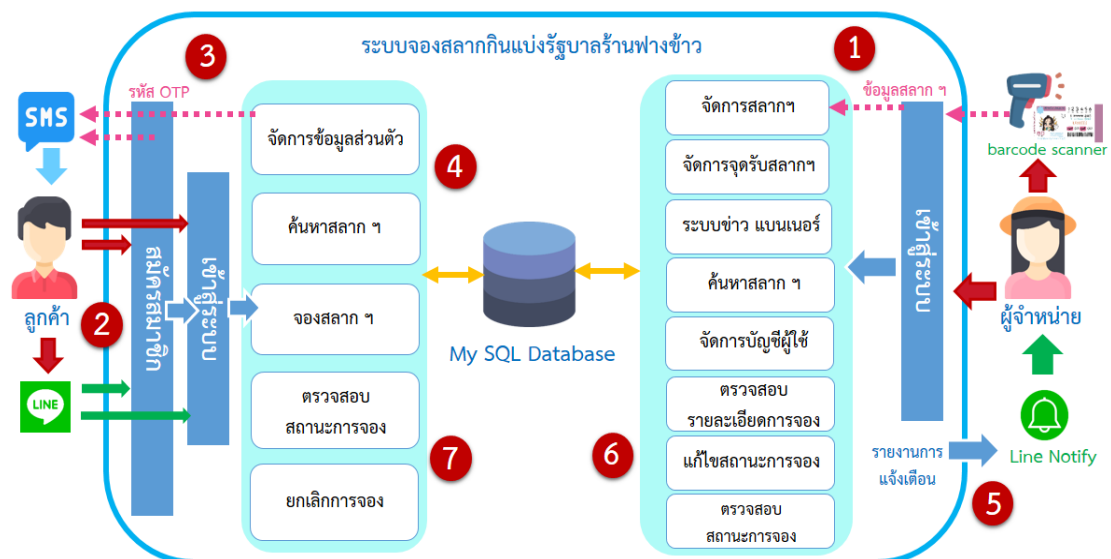 ระบบจองสลากกินแบ่งรัฐบาลร้านฟางข้าว
3
1
รหัส OTP
ข้อมูลสลาก ฯ
SMS
barcode scanner
ลูกค้า
2
LINE
สมัครสมาชิก
เข้าสู่ระบบ
จัดการข้อมูลส่วนตัว
ค้นหาสลาก ฯ
จองสลาก ฯ
ตรวจสอบ
สถานะการจอง
ยกเลิกการจอง
4
7
My SQL Database
จัดการสลากฯ
จัดการจุดรับสลากฯ
ระบบข่าว แบนเนอร์
ค้นหาสลาก ฯ
จัดการบัญชีผู้ใช้
ตรวจสอบ
รายละเอียดการจอง
แก้ไขสถานะการจอง
ตรวจสอบ
สถานะการจอง
6
เข้าสู่ระบบ
ผู้จำหน่าย
รายงานการ
แจ้งเตือน
Line Notify
5